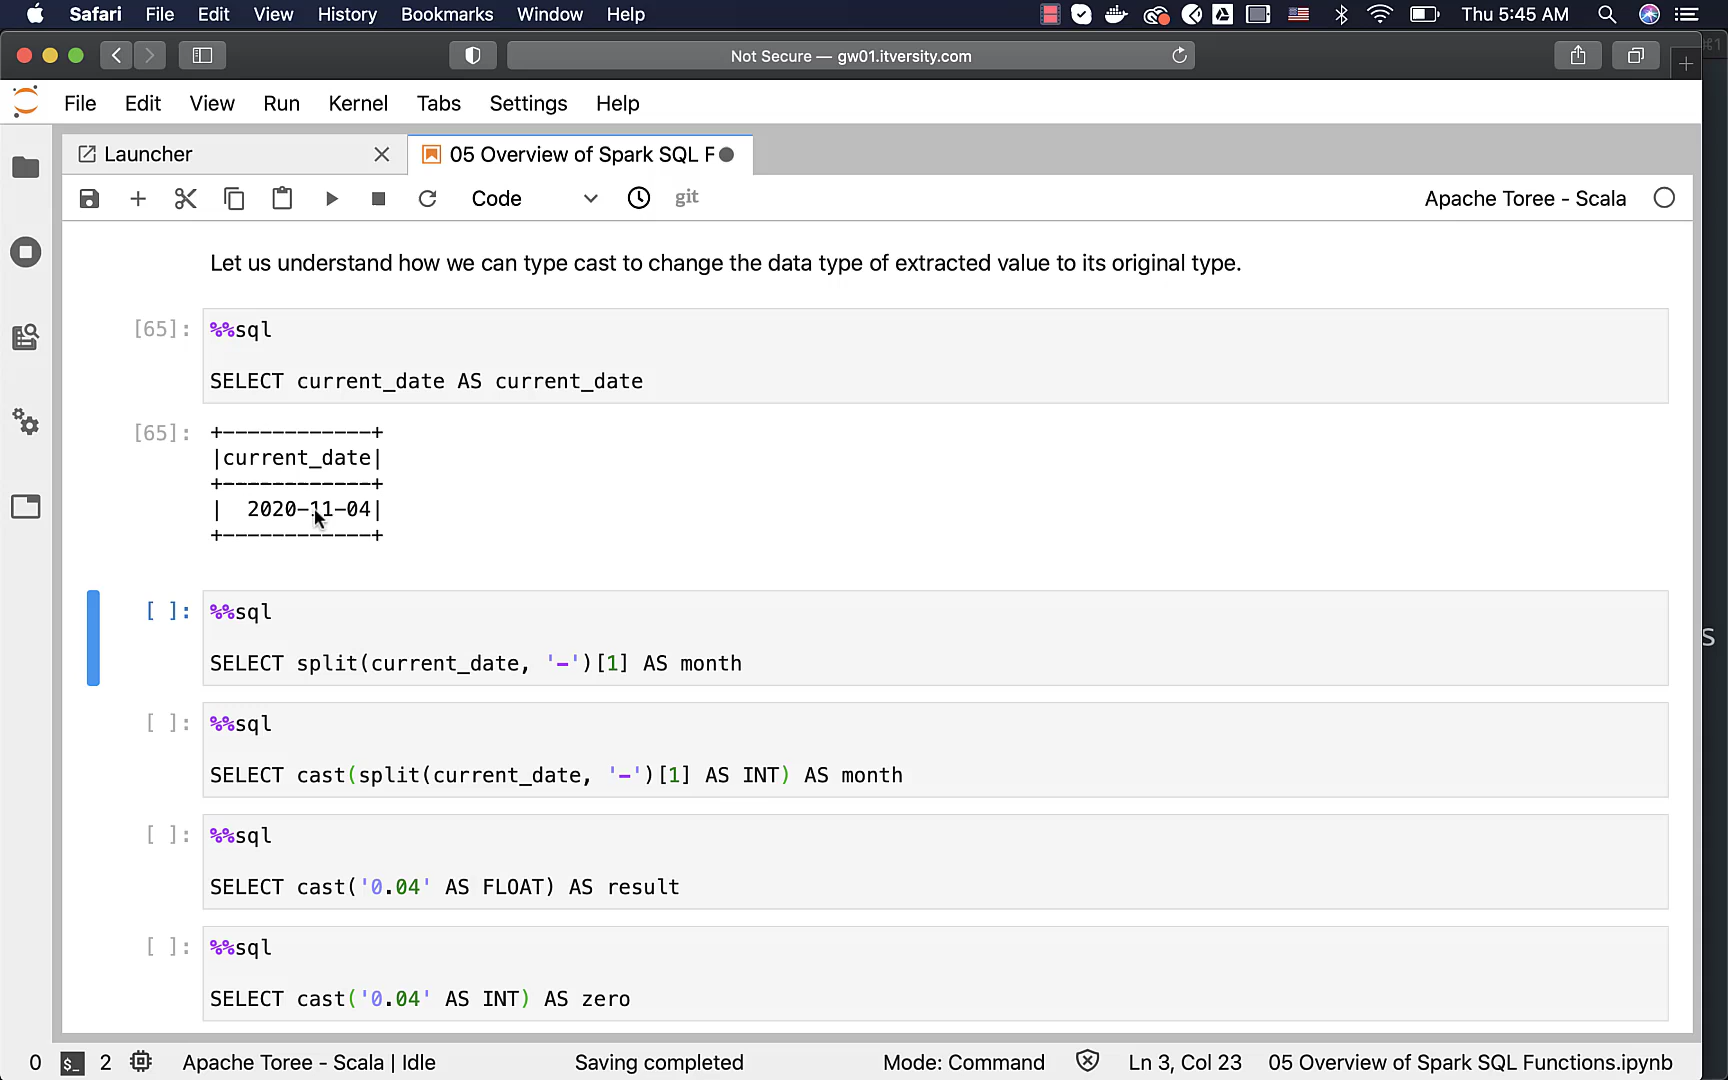 Safari File Edit View History Bookmarks Window Help Thu 5:45 AM
Not Secure — gw01.itversity.com
⌘1
File Edit View Run Kernel Tabs Settings Help
Launcher 05 Overview of Spark SQL F
Code git Apache Toree - Scala
Let us understand how we can type cast to change the data type of extracted value to its original type.
[65]: %%sql
SELECT current_date AS current_date
[65]: +------------+
|current_date|
+------------+
| 2020-11-04|
+------------+
[ ]: %%sql
SELECT split(current_date, '-')[1] AS month
s
[ ]: %%sql
SELECT cast(split(current_date, '-')[1] AS INT) AS month
[ ]: %%sql
SELECT cast('0.04' AS FLOAT) AS result
[ ]: %%sql
SELECT cast('0.04' AS INT) AS zero
0 $_ 2 Apache Toree - Scala | Idle Saving completed Mode: Command Ln 3, Col 23 05 Overview of Spark SQL Functions.ipynb